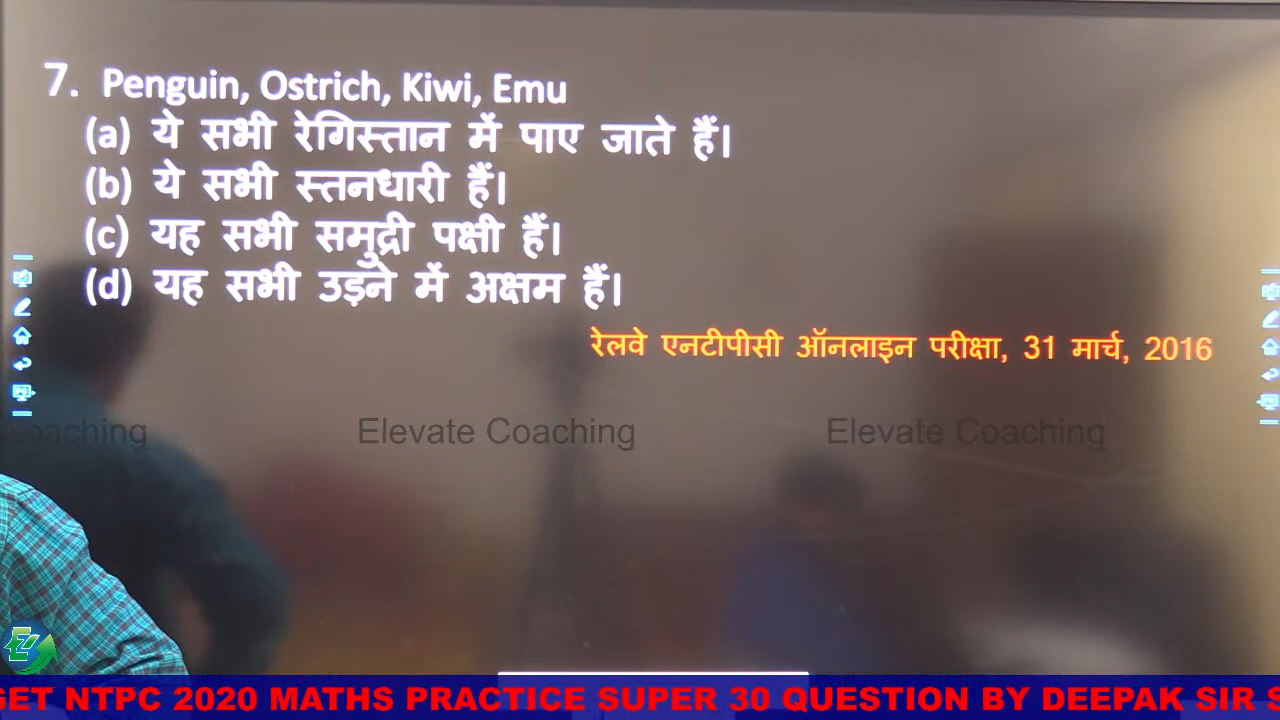 7. Penguin, Ostrich, Kiwi, Emu
(a) ये सभी रेगिस्तान में पाए जाते हैं।
(b) ये सभी स्तनधारी हैं।
(c) यह सभी समुद्री पक्षी हैं।
(d) यह सभी उड़ने में अक्षम हैं।
रेलवे एनटीपीसी ऑनलाइन परीक्षा, 31 मार्च, 2016
oaching Elevate Coaching Elevate Coaching
GET NTPC 2020 MATHS PRACTICE SUPER 30 QUESTION BY DEEPAK SIR S